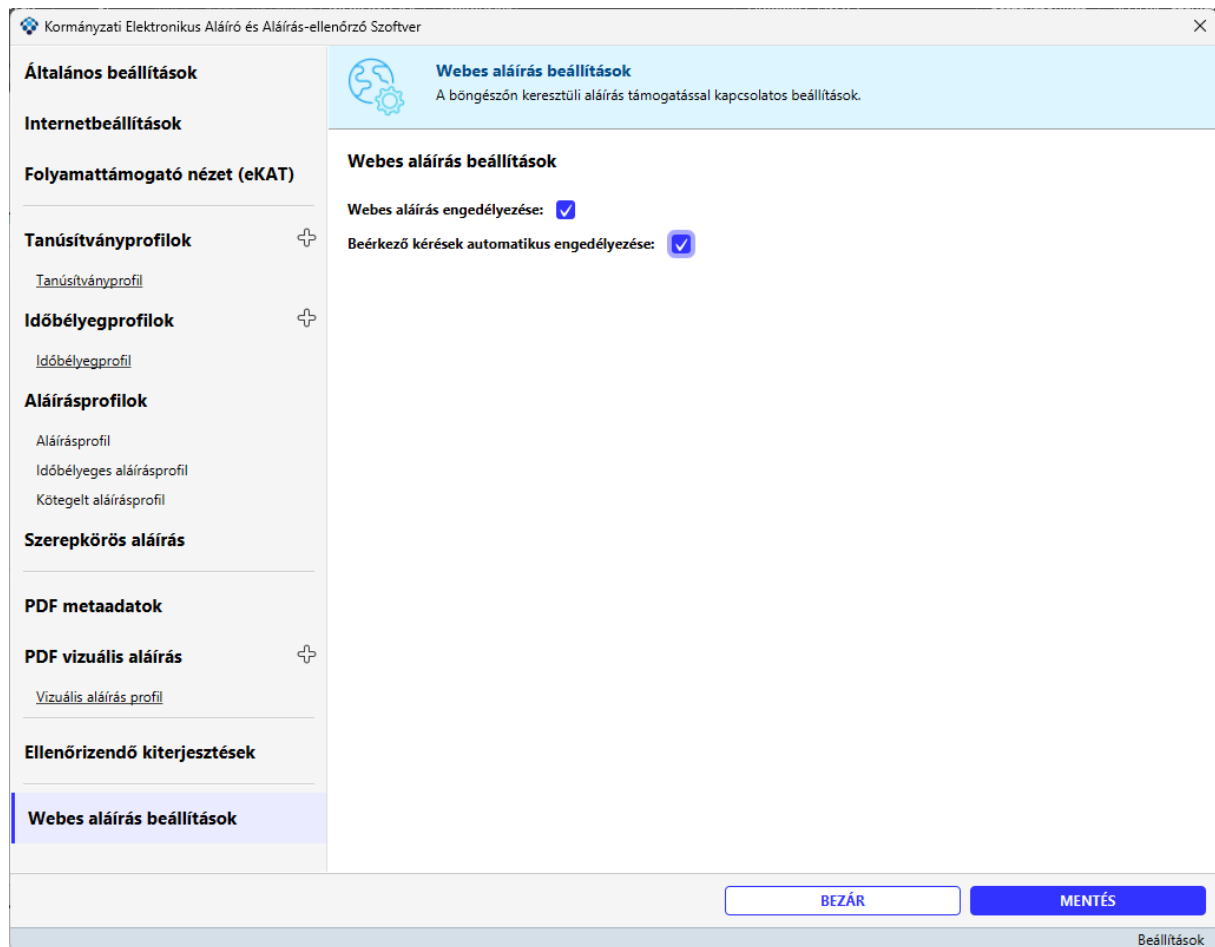 Kormányzati Elektronikus Aláíró és Aláírás-ellenőrző Szoftver
Általános beállítások
Internetbeállítások
Folyamattámogató nézet (eKAT)
Tanúsítványprofilok
Tanúsítványprofil
Időbélyegprofilok
Időbélyegprofil
Aláírásprofilok
Aláírásprofil
Időbélyeges aláírásprofil
Kötegelt aláírásprofil
Szerepkörös aláírás
PDF metaadatok
PDF vizuális aláírás
Vizuális aláírás profil
Ellenőrizendő kiterjesztések
Webes aláírás beállítások
Webes aláírás beállítások
A böngészőn keresztüli aláírás támogatással kapcsolatos beállítások.
Webes aláírás beállítások
Webes aláírás engedélyezése:
Beérkező kérések automatikus engedélyezése:
BEZÁR
MENTÉS
Beállítások